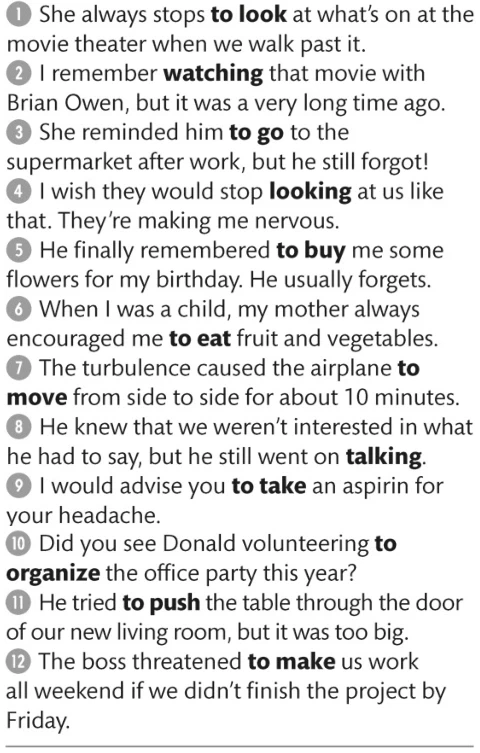 1 She always stops to look at what's on at the
movie theater when we walk past it.
2 I remember watching that movie with
Brian Owen, but it was a very long time ago.
3 She reminded him to go to the
supermarket after work, but he still forgot!
4 I wish they would stop looking at us like
that. They're making me nervous.
5 He finally remembered to buy me some
flowers for my birthday. He usually forgets.
6 When I was a child, my mother always
encouraged me to eat fruit and vegetables.
7 The turbulence caused the airplane to
move from side to side for about 10 minutes.
8 He knew that we weren't interested in what
he had to say, but he still went on talking.
9 I would advise you to take an aspirin for
your headache.
10 Did you see Donald volunteering to
organize the office party this year?
11 He tried to push the table through the door
of our new living room, but it was too big.
12 The boss threatened to make us work
all weekend if we didn't finish the project by
Friday.